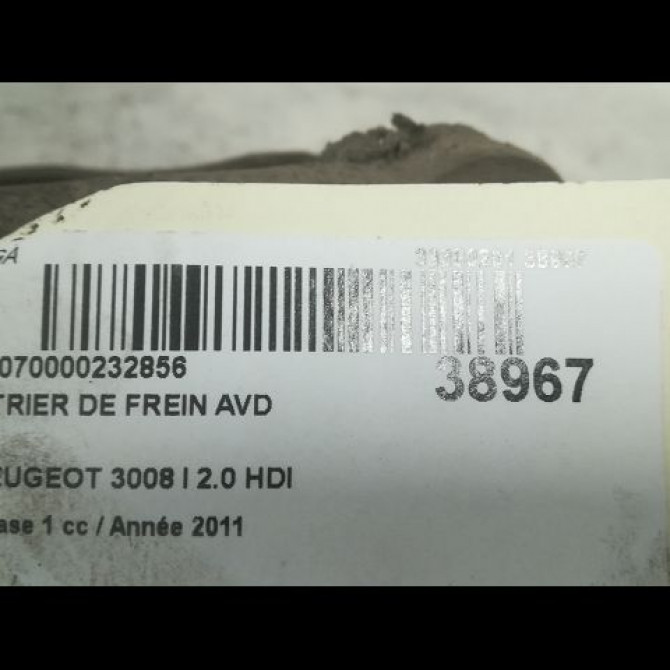 070000232856
38967
TRIER DE FREIN AVD
EUGEOT 3008 I 2.0 HDI
ase 1 cc / Année 2011